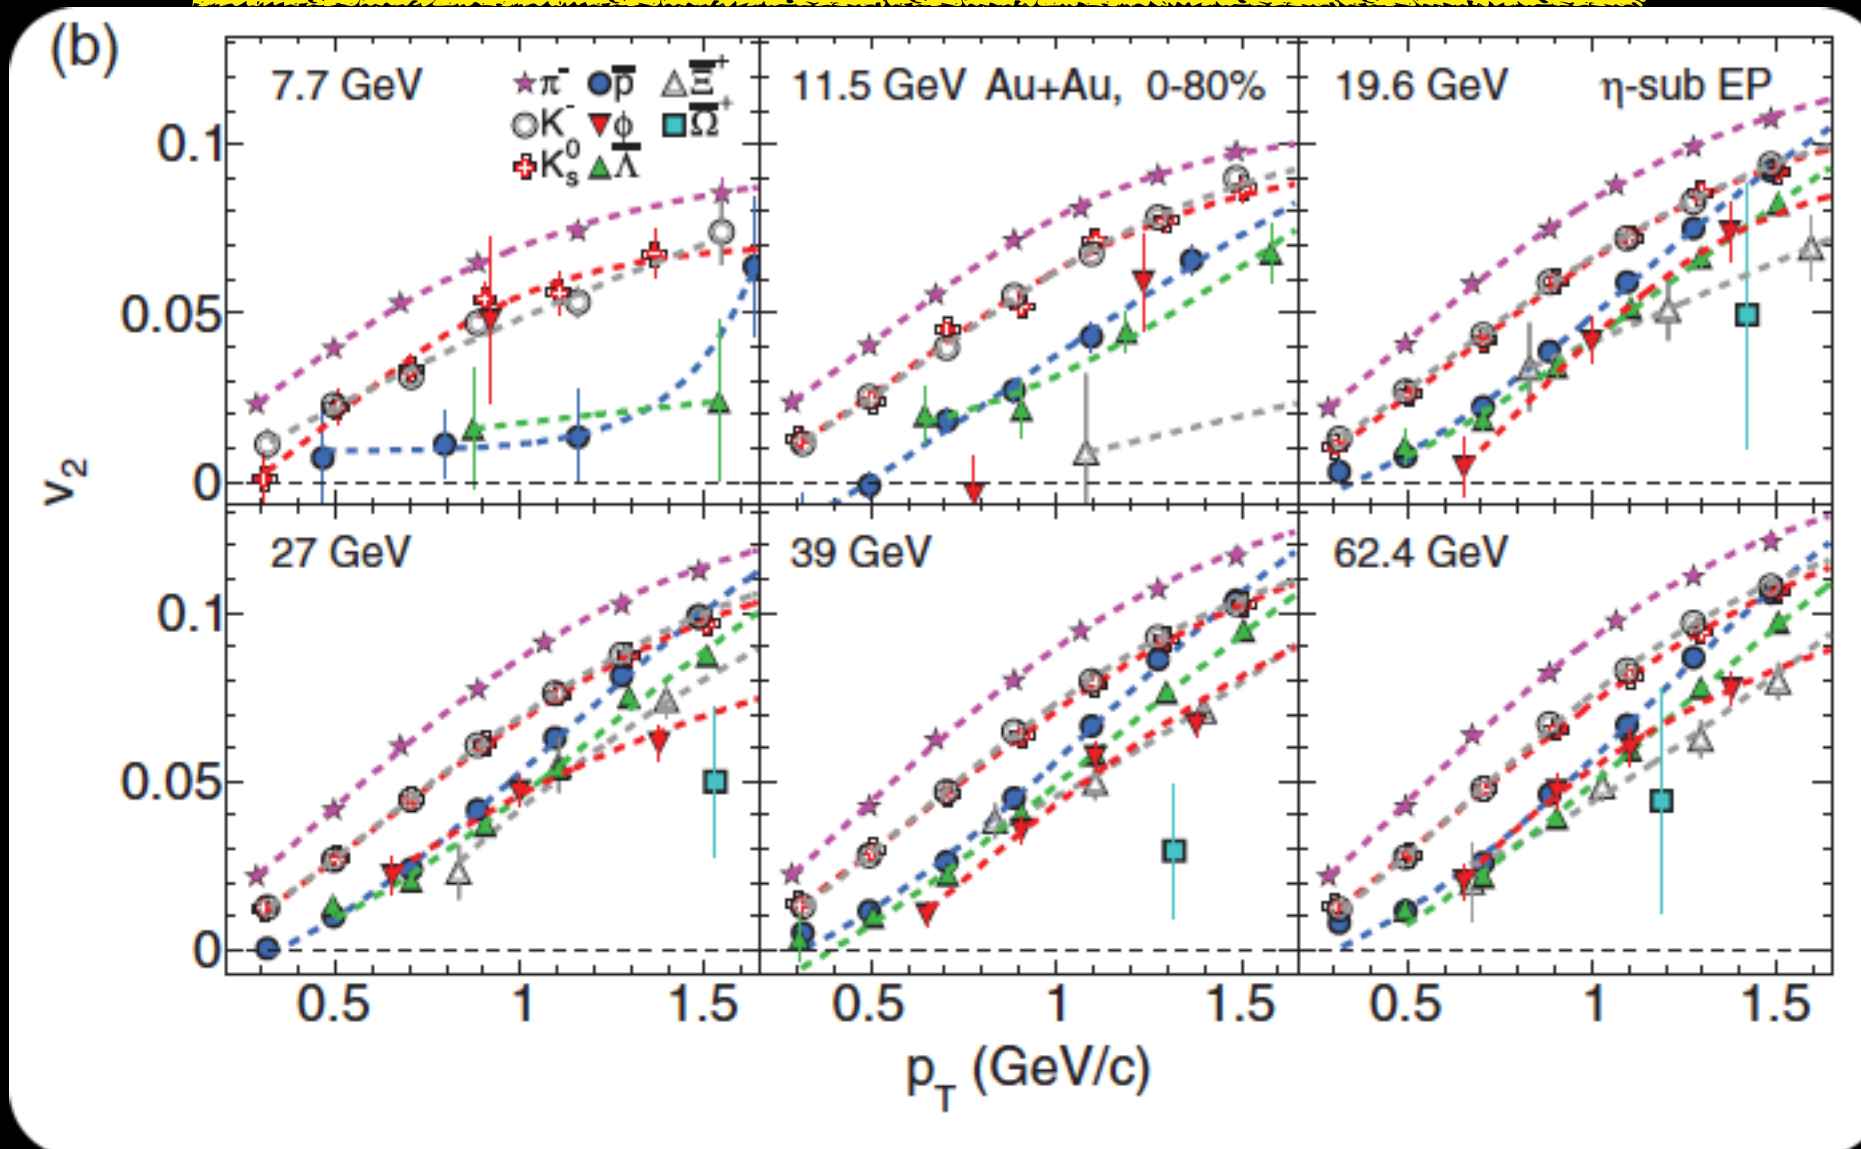 (b)
7.7 GeV
π⁻ p̅ Ξ̅⁺
K⁻ ϕ Ω̅⁺
K⁰ₛ Λ̅
11.5 GeV Au+Au, 0-80%
19.6 GeV η-sub EP
0.1
0.05
0
v₂
27 GeV
39 GeV
62.4 GeV
0.1
0.05
0
0.5 1 1.5 0.5 1 1.5 0.5 1 1.5
p_T (GeV/c)